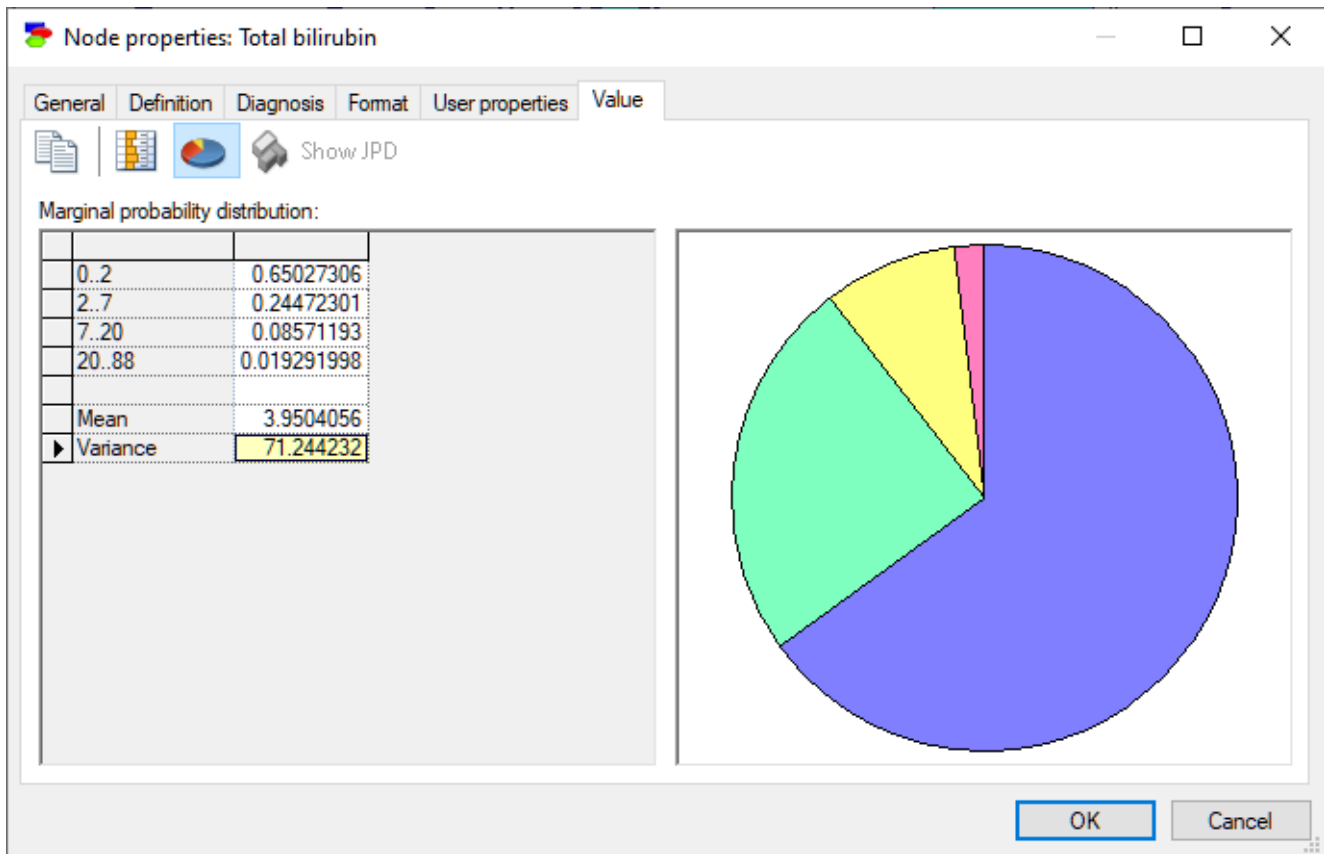 Node properties: Total bilirubin
General Definition Diagnosis Format User properties Value
Show JPD
Marginal probability distribution:
0..2 0.65027306
2..7 0.24472301
7..20 0.08571193
20..88 0.019291998
Mean 3.9504056
Variance 71.244232
OK Cancel